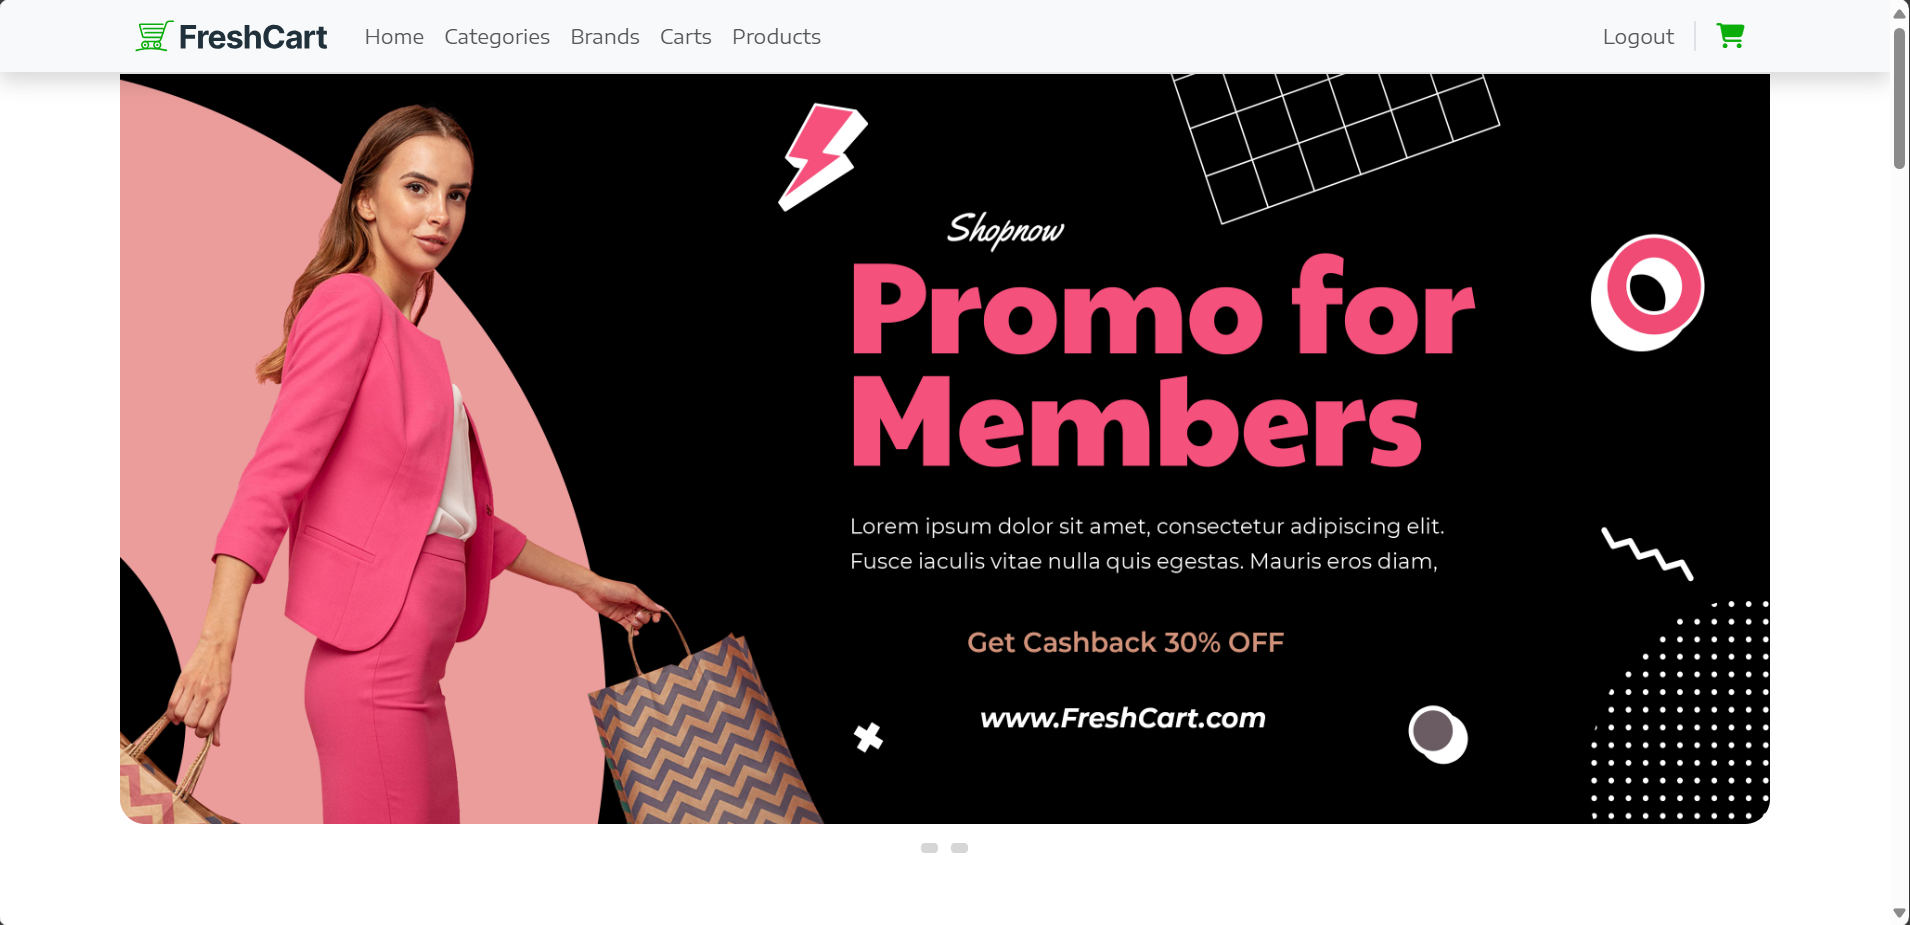 FreshCart
Home Categories Brands Carts Products
Logout
Shopnow
Promo for
Members
Lorem ipsum dolor sit amet, consectetur adipiscing elit.
Fusce iaculis vitae nulla quis egestas. Mauris eros diam,
Get Cashback 30% OFF
www.FreshCart.com